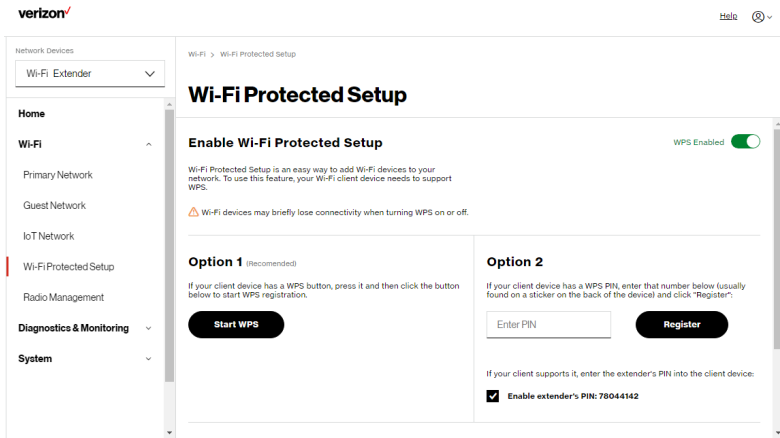 verizon
Help
Network Devices
Wi-Fi Extender
Home
Wi-Fi
Primary Network
Guest Network
IoT Network
Wi-Fi Protected Setup
Radio Management
Diagnostics & Monitoring
System
Wi-Fi > Wi-Fi Protected Setup
Wi-Fi Protected Setup
Enable Wi-Fi Protected Setup
WPS Enabled
Wi-Fi Protected Setup is an easy way to add Wi-Fi devices to your
network. To use this feature, your Wi-Fi client device needs to support
WPS.
Wi-Fi devices may briefly lose connectivity when turning WPS on or off.
Option 1 (Recomended)
If your client device has a WPS button, press it and then click the button
below to start WPS registration.
Start WPS
Option 2
If your client device has a WPS PIN, enter that number below (usually
found on a sticker on the back of the device) and click "Register":
Enter PIN
Register
If your client supports it, enter the extender's PIN into the client device:
Enable extender's PIN: 78044142